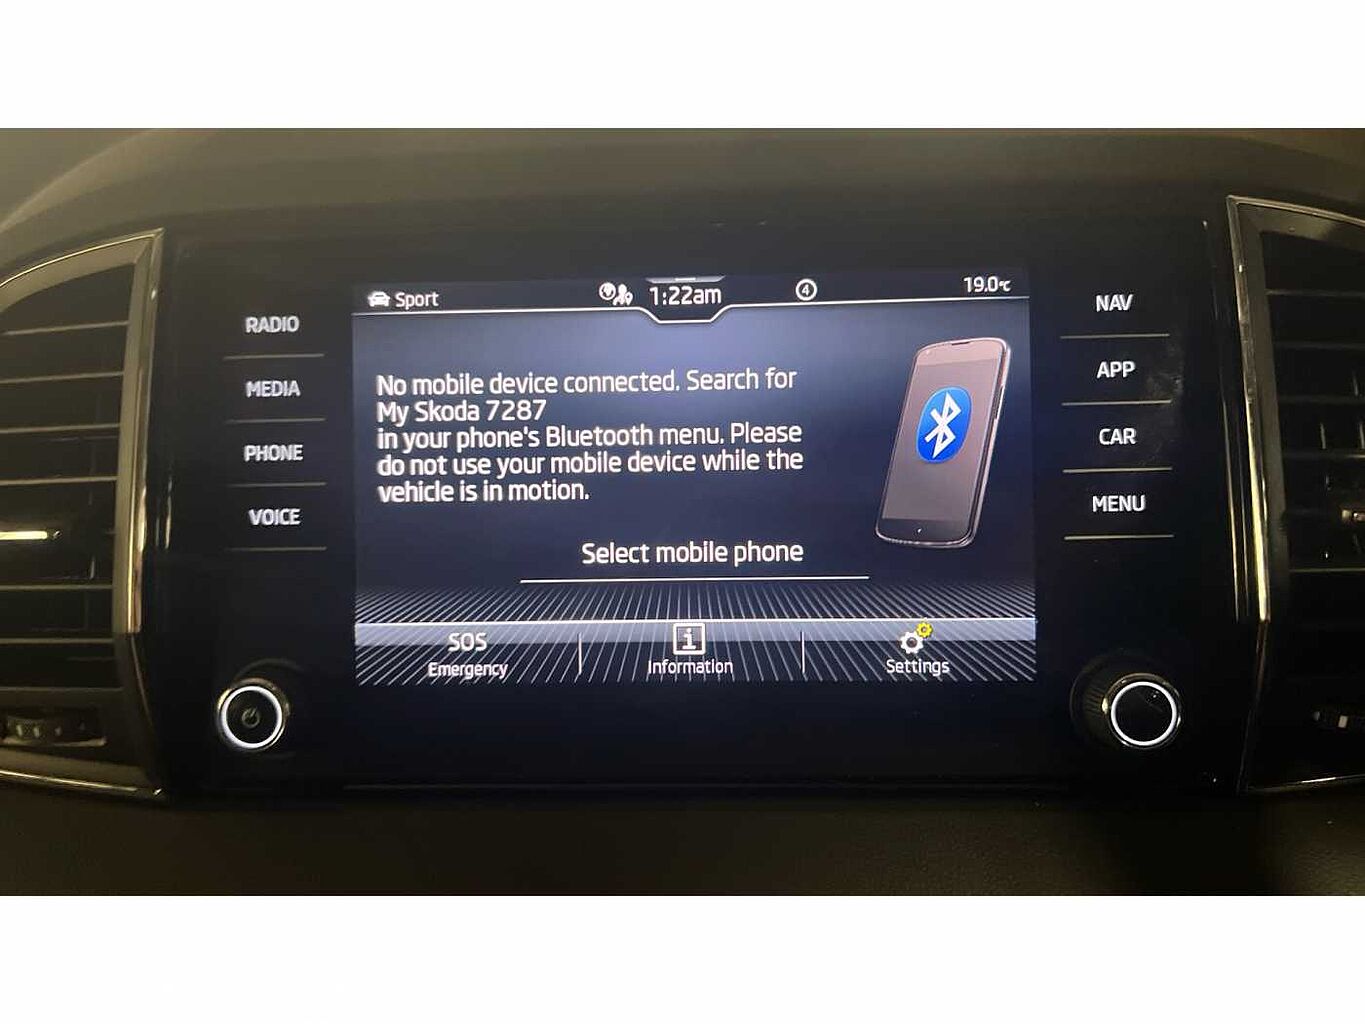 Sport
1:22am
4
19.0°C
RADIO
MEDIA
PHONE
VOICE
No mobile device connected. Search for
My Skoda 7287
in your phone's Bluetooth menu. Please
do not use your mobile device while the
vehicle is in motion.
Select mobile phone
SOS
Emergency
i
Information
Settings
NAV
APP
CAR
MENU